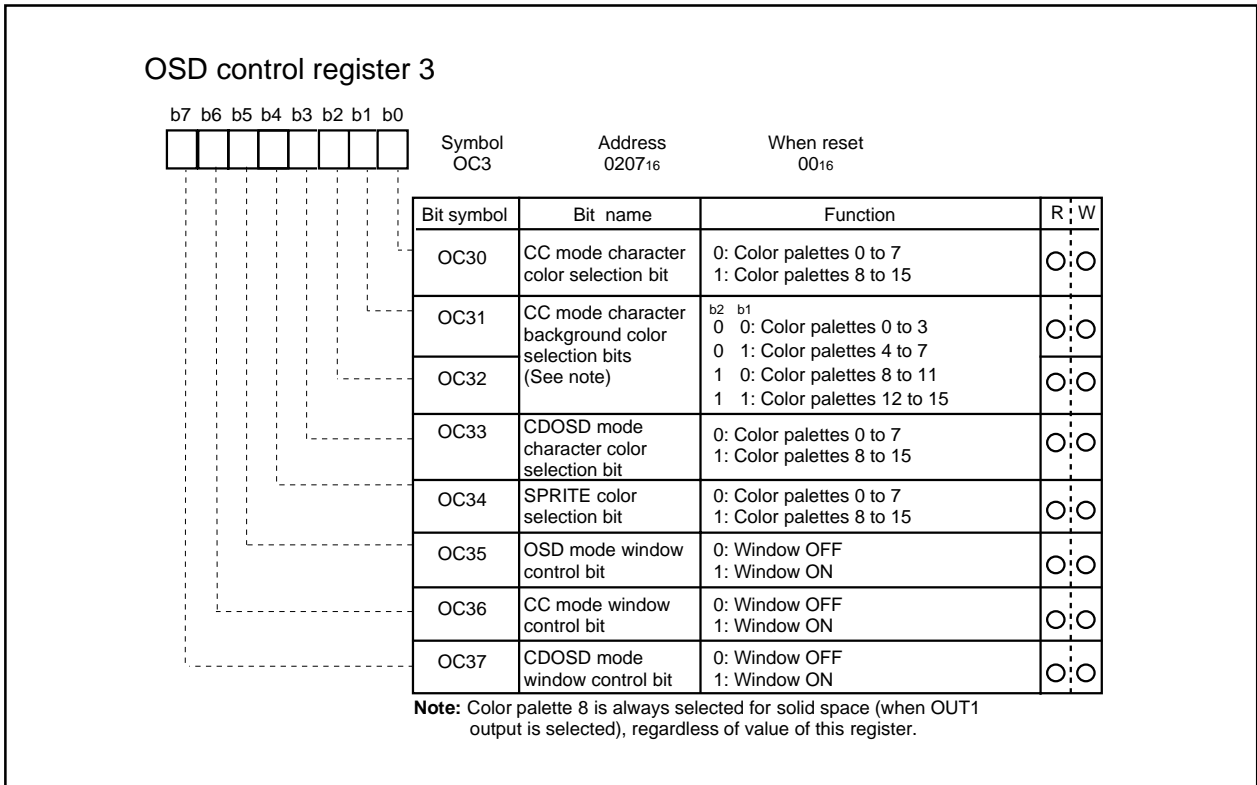 OSD control register 3
b7 b6 b5 b4 b3 b2 b1 b0
Symbol Address When reset
OC3 020716 0016
Bit symbol Bit name Function R W
OC30 CC mode character color selection bit 0: Color palettes 0 to 7
1: Color palettes 8 to 15
OC31 CC mode character background color selection bits (See note)
b2 b1
0 0: Color palettes 0 to 3
0 1: Color palettes 4 to 7
OC32
1 0: Color palettes 8 to 11
1 1: Color palettes 12 to 15
OC33 CDOSD mode character color selection bit 0: Color palettes 0 to 7
1: Color palettes 8 to 15
OC34 SPRITE color selection bit 0: Color palettes 0 to 7
1: Color palettes 8 to 15
OC35 OSD mode window control bit 0: Window OFF
1: Window ON
OC36 CC mode window control bit 0: Window OFF
1: Window ON
OC37 CDOSD mode window control bit 0: Window OFF
1: Window ON
Note: Color palette 8 is always selected for solid space (when OUT1
output is selected), regardless of value of this register.